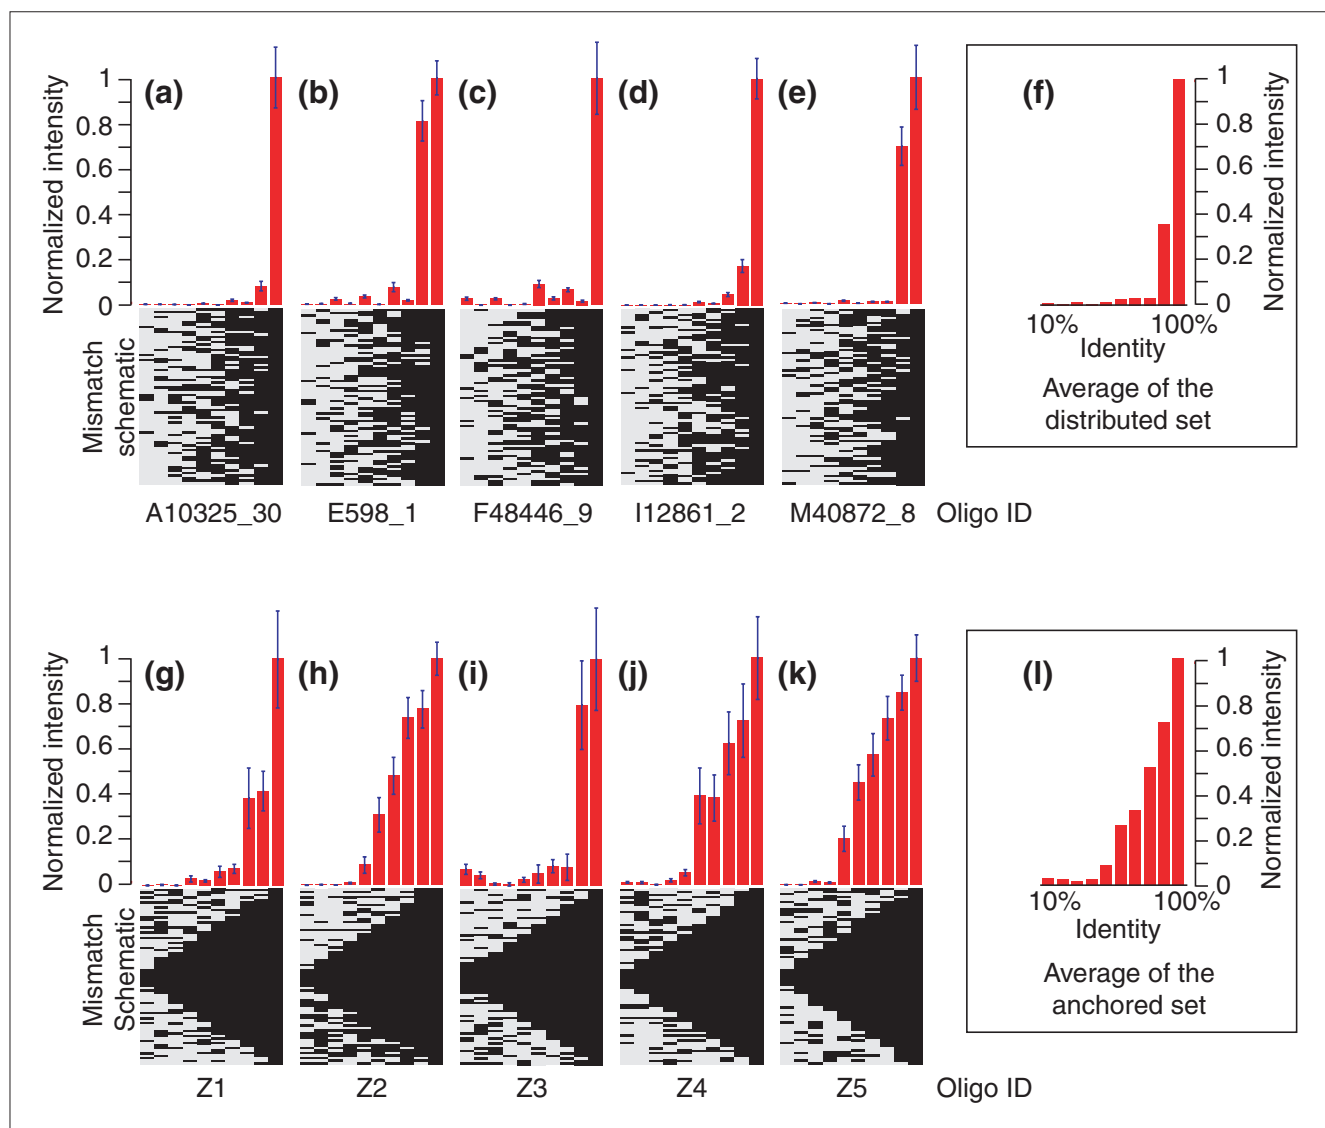 (a) (b) (c) (d) (e) (f)
Normalized intensity
1
0.8
0.6
0.4
0.2
0
Mismatch
schematic
A10325_30 E598_1 F48446_9 I12861_2 M40872_8 Oligo ID
1
0.8
0.6
0.4
0.2
0
Normalized intensity
10% 100%
Identity
Average of the
distributed set
(g) (h) (i) (j) (k) (l)
Normalized intensity
1
0.8
0.6
0.4
0.2
0
Mismatch
Schematic
Z1 Z2 Z3 Z4 Z5 Oligo ID
1
0.8
0.6
0.4
0.2
0
Normalized intensity
10% 100%
Identity
Average of the
anchored set